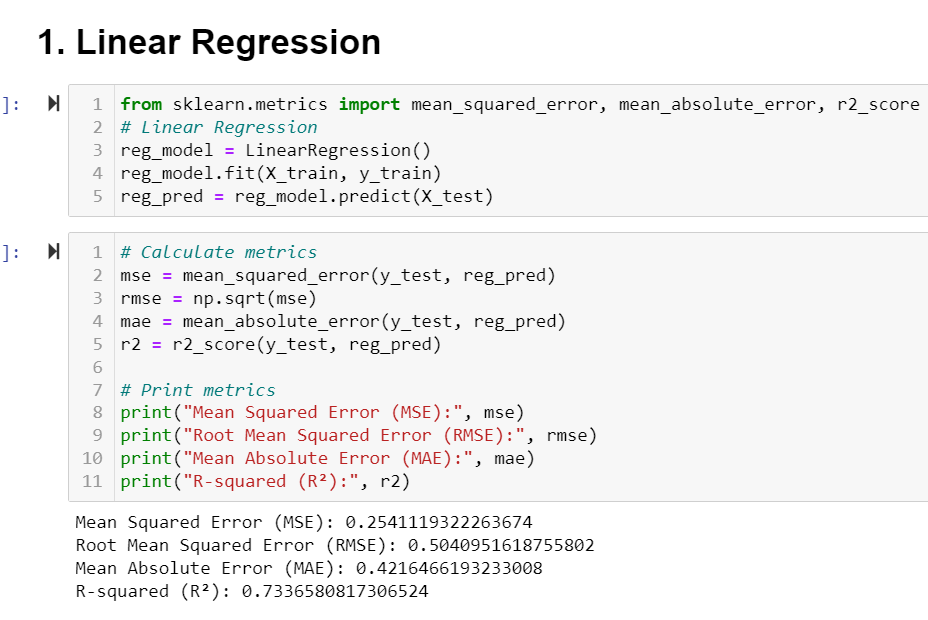 1. Linear Regression
]:
1 from sklearn.metrics import mean_squared_error, mean_absolute_error, r2_score
2 # Linear Regression
3 reg_model = LinearRegression()
4 reg_model.fit(X_train, y_train)
5 reg_pred = reg_model.predict(X_test)
]:
1 # Calculate metrics
2 mse = mean_squared_error(y_test, reg_pred)
3 rmse = np.sqrt(mse)
4 mae = mean_absolute_error(y_test, reg_pred)
5 r2 = r2_score(y_test, reg_pred)
6
7 # Print metrics
8 print("Mean Squared Error (MSE):", mse)
9 print("Root Mean Squared Error (RMSE):", rmse)
10 print("Mean Absolute Error (MAE):", mae)
11 print("R-squared (R²):", r2)
Mean Squared Error (MSE): 0.2541119322263674
Root Mean Squared Error (RMSE): 0.5040951618755802
Mean Absolute Error (MAE): 0.4216466193233008
R-squared (R²): 0.7336580817306524